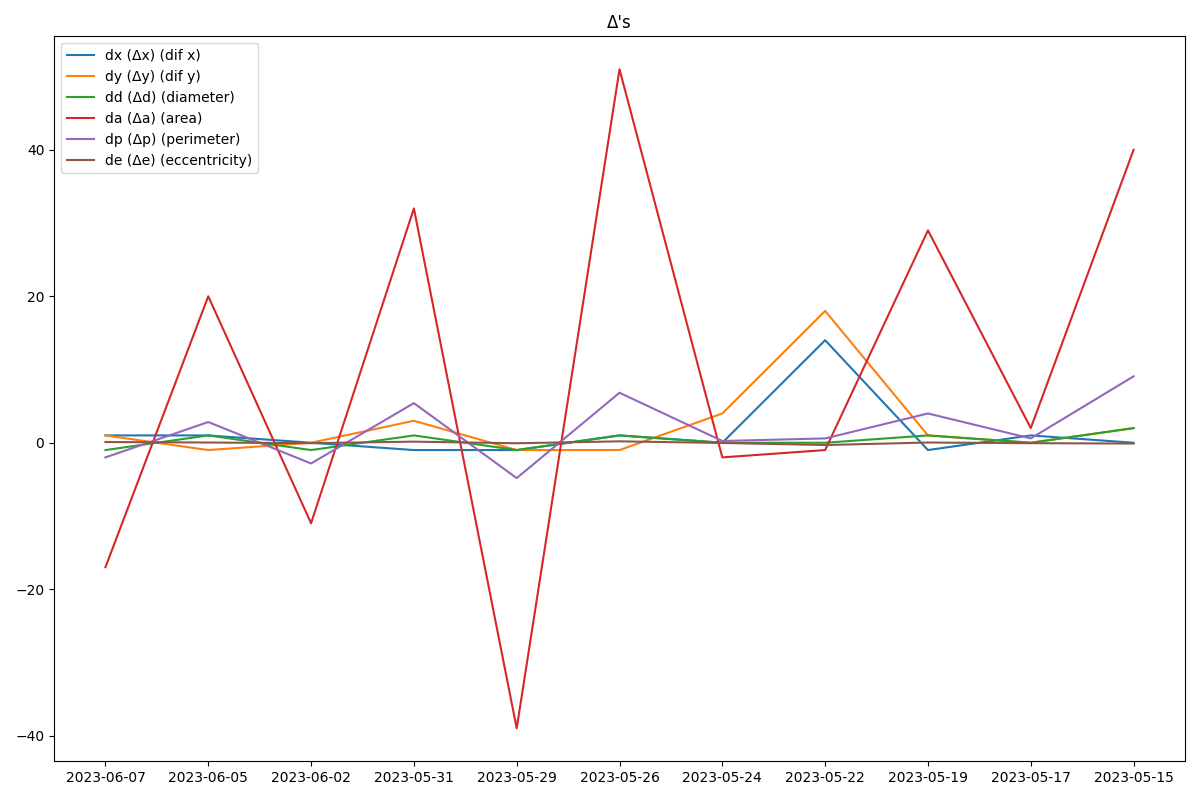 Δ's
dx (Δx) (dif x)
dy (Δy) (dif y)
dd (Δd) (diameter)
da (Δa) (area)
dp (Δp) (perimeter)
de (Δe) (eccentricity)
40
20
0
−20
−40
2023-06-07 2023-06-05 2023-06-02 2023-05-31 2023-05-29 2023-05-26 2023-05-24 2023-05-22 2023-05-19 2023-05-17 2023-05-15